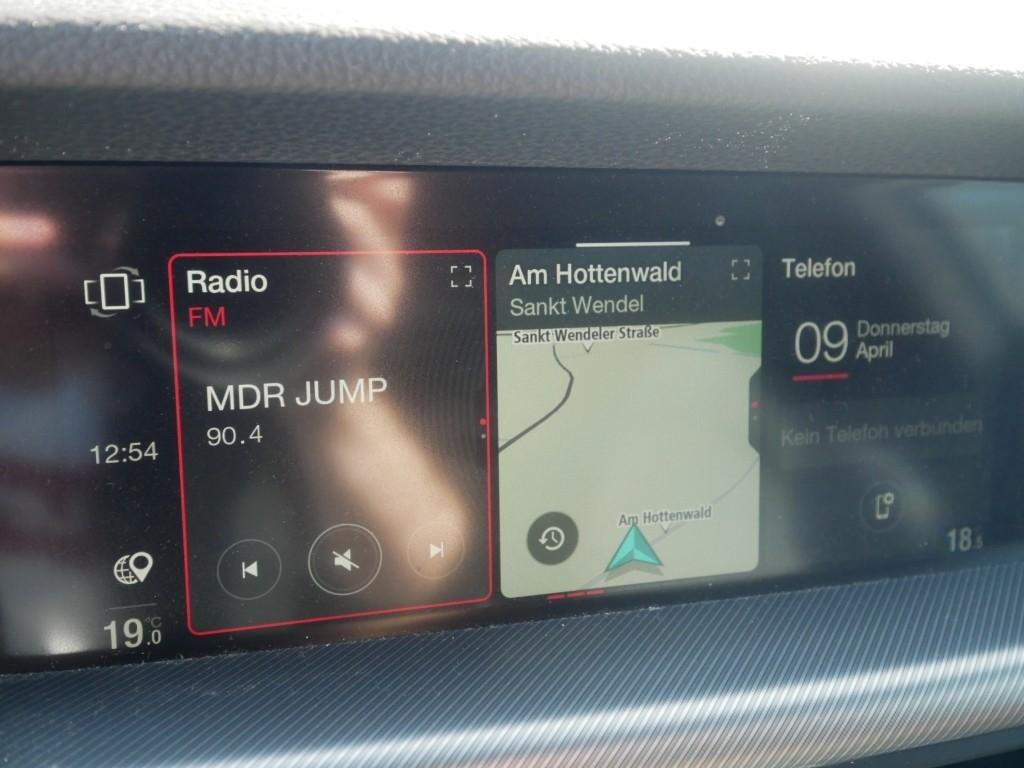 Radio
FM
MDR JUMP
90.4
12:54
19.0
°C
Am Hottenwald
Sankt Wendel
Sankt Wendeler Straße
Am Hottenwald
Telefon
09
Donnerstag
April
Kein Telefon verbunden
18.5